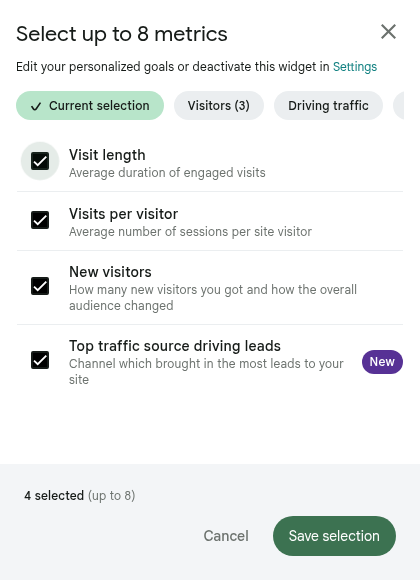 Select up to 8 metrics
Edit your personalized goals or deactivate this widget in Settings
Current selection
Visitors (3)
Driving traffic
Visit length
Average duration of engaged visits
Visits per visitor
Average number of sessions per site visitor
New visitors
How many new visitors you got and how the overall
audience changed
Top traffic source driving leads
Channel which brought in the most leads to your
site
New
4 selected (up to 8)
Cancel
Save selection